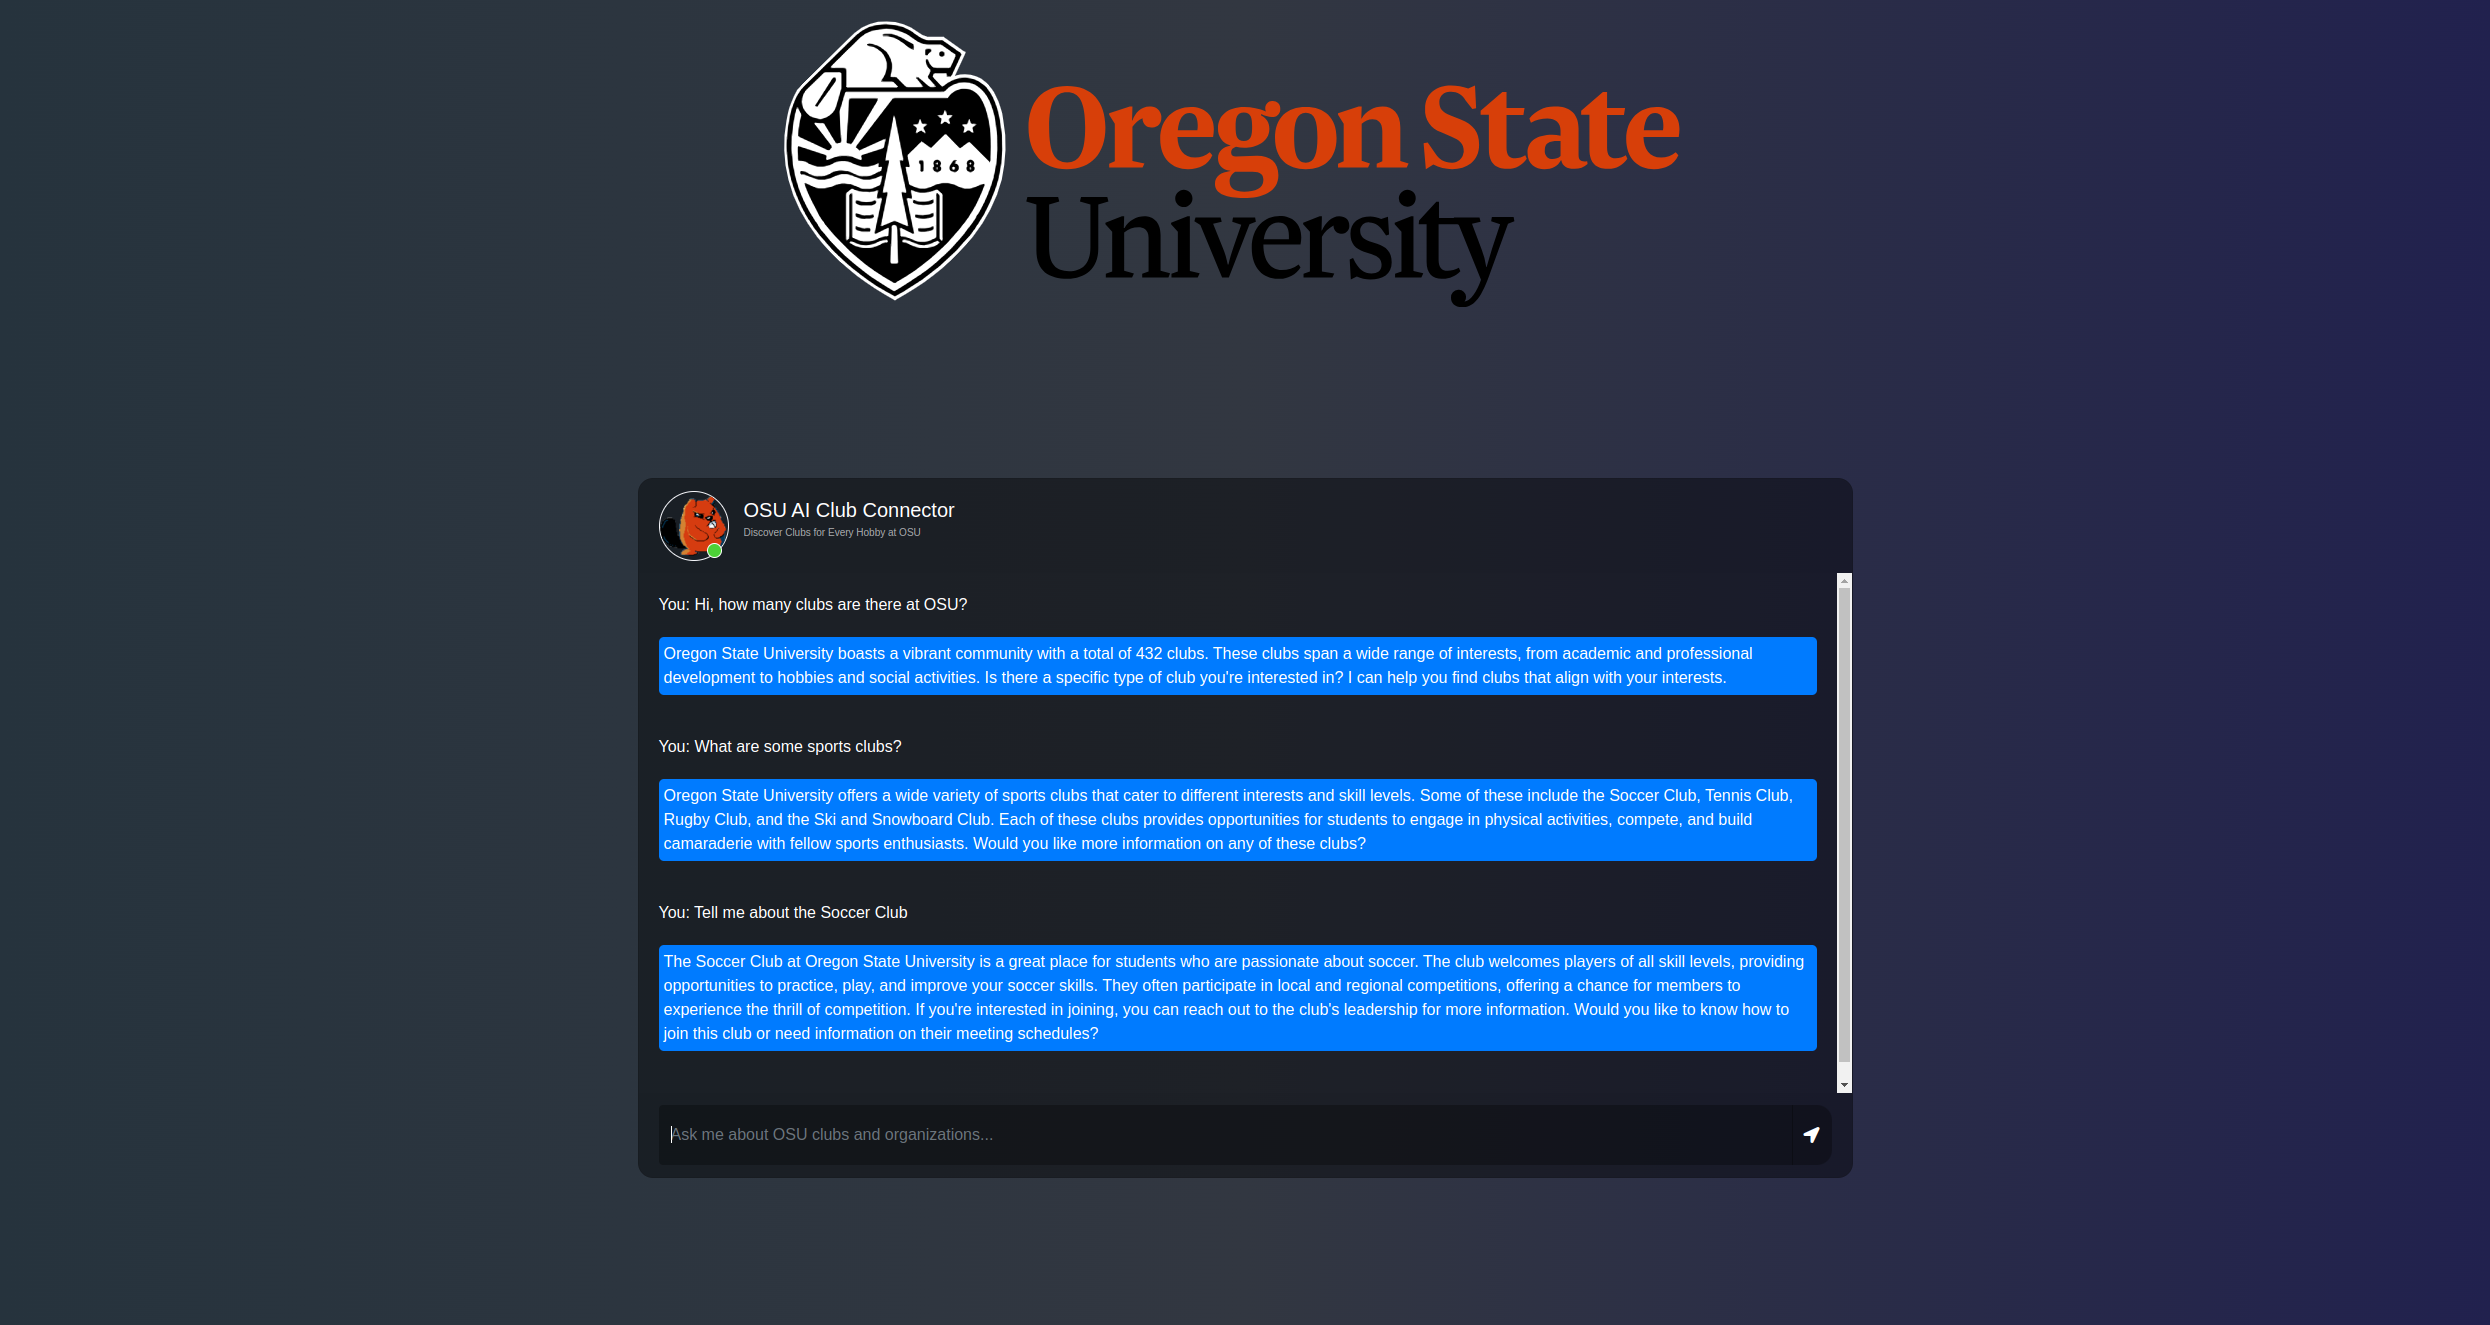 1868
Oregon State
University
OSU AI Club Connector
Discover Clubs for Every Hobby at OSU
You: Hi, how many clubs are there at OSU?
Oregon State University boasts a vibrant community with a total of 432 clubs. These clubs span a wide range of interests, from academic and professional
development to hobbies and social activities. Is there a specific type of club you're interested in? I can help you find clubs that align with your interests.
You: What are some sports clubs?
Oregon State University offers a wide variety of sports clubs that cater to different interests and skill levels. Some of these include the Soccer Club, Tennis Club,
Rugby Club, and the Ski and Snowboard Club. Each of these clubs provides opportunities for students to engage in physical activities, compete, and build
camaraderie with fellow sports enthusiasts. Would you like more information on any of these clubs?
You: Tell me about the Soccer Club
The Soccer Club at Oregon State University is a great place for students who are passionate about soccer. The club welcomes players of all skill levels, providing
opportunities to practice, play, and improve your soccer skills. They often participate in local and regional competitions, offering a chance for members to
experience the thrill of competition. If you're interested in joining, you can reach out to the club's leadership for more information. Would you like to know how to
join this club or need information on their meeting schedules?
Ask me about OSU clubs and organizations...